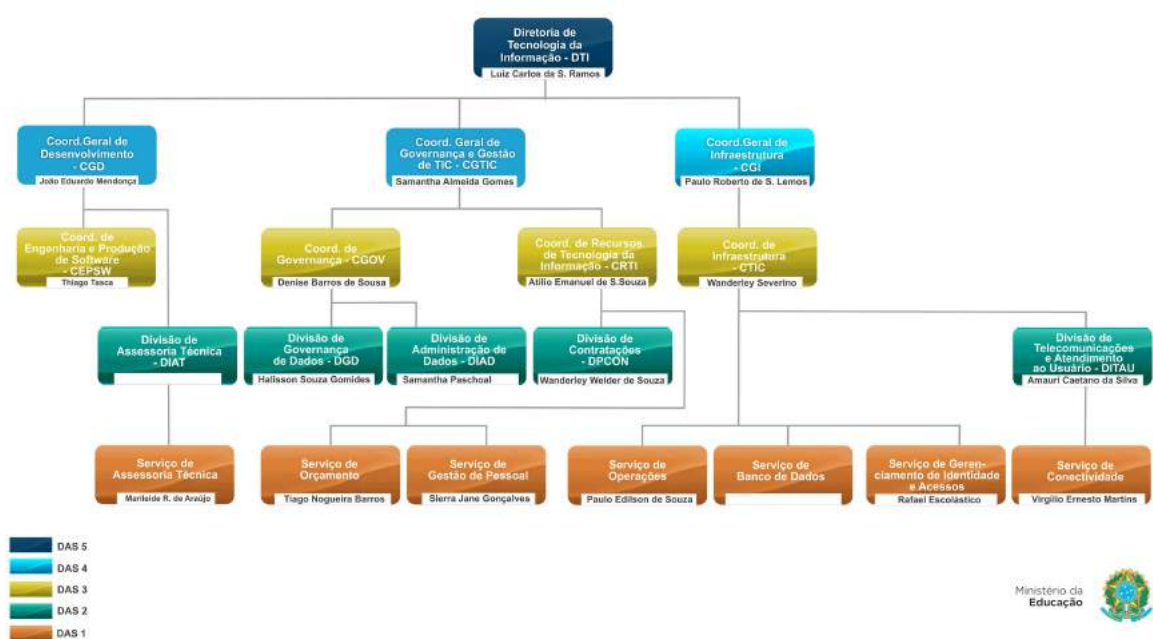 Diretoria de
Tecnologia da
Informação - DTI
Luiz Carlos da S. Ramos
Coord.Geral de
Desenvolvimento
- CGD
João Eduardo Mendonça
Coord. Geral de
Governança e Gestão
de TIC - CGTIC
Samantha Almeida Gomes
Coord.Geral de
Infraestrutura
- CGI
Paulo Roberto de S. Lemos
Coord. de
Engenharia e Produção
de Software
- CEPSW
Thiago Tasca
Coord. de
Governança - CGOV
Denise Barros de Sousa
Coord. de Recursos
de Tecnologia da
Informação - CRTI
Atílio Emanuel de S.Souza
Coord. de
Infraestrutura
- CTIC
Wanderley Severino
Divisão de
Assessoria Técnica
- DIAT
Divisão de
Governança
de Dados - DGD
Halisson Souza Gomides
Divisão de
Administração de
Dados - DIAD
Samantha Paschoal
Divisão de
Contratações
- DPCON
Wanderley Welder de Souza
Divisão de
Telecomunicações
e Atendimento
ao Usuário - DITAU
Amauri Caetano da Silva
Serviço de
Assessoria Técnica
Marileide R. de Araújo
Serviço de
Orçamento
Tiago Nogueira Barros
Serviço de
Gestão de Pessoal
Sierra Jane Gonçalves
Serviço de
Operações
Paulo Edilson de Souza
Serviço de
Banco de Dados
Serviço de Geren-
ciamento de Identidade
e Acessos
Rafael Escolástico
Serviço de
Conectividade
Virgílio Ernesto Martins
DAS 5
DAS 4
DAS 3
DAS 2
DAS 1
Ministério da
Educação